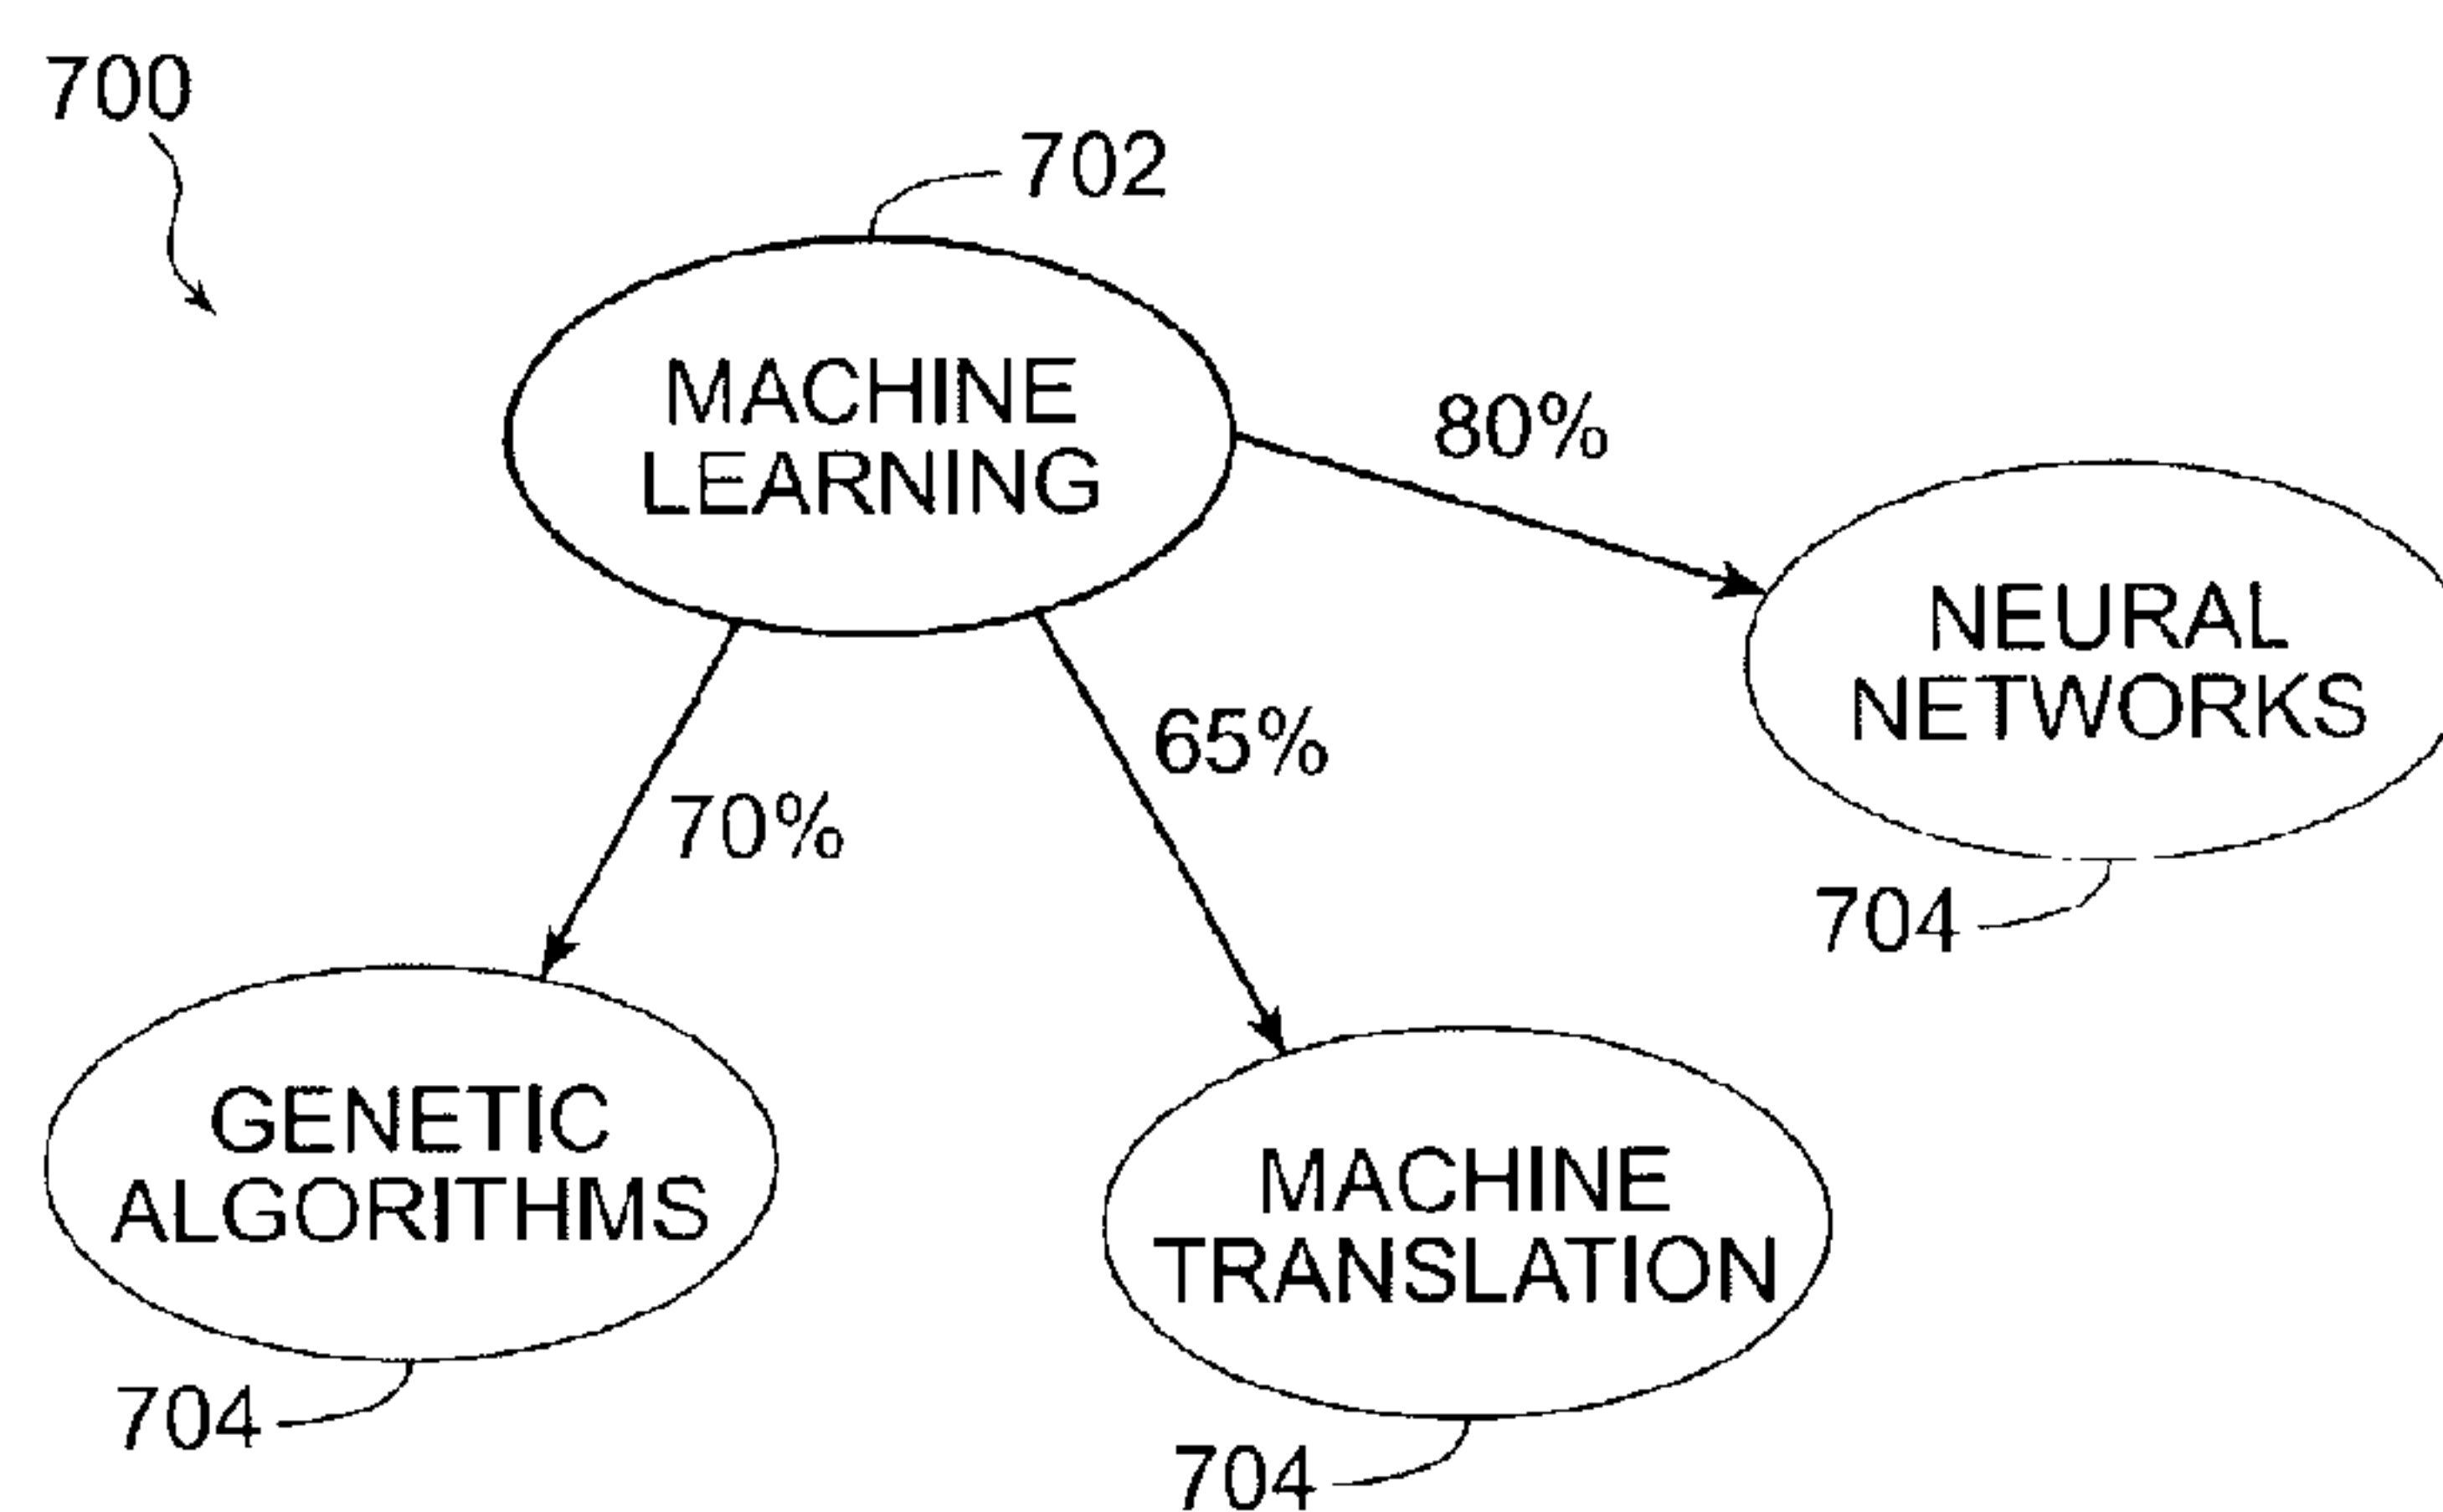 700
702
MACHINE
LEARNING
80%
NEURAL
NETWORKS
65%
70%
704
GENETIC
ALGORITHMS
MACHINE
TRANSLATION
704
704